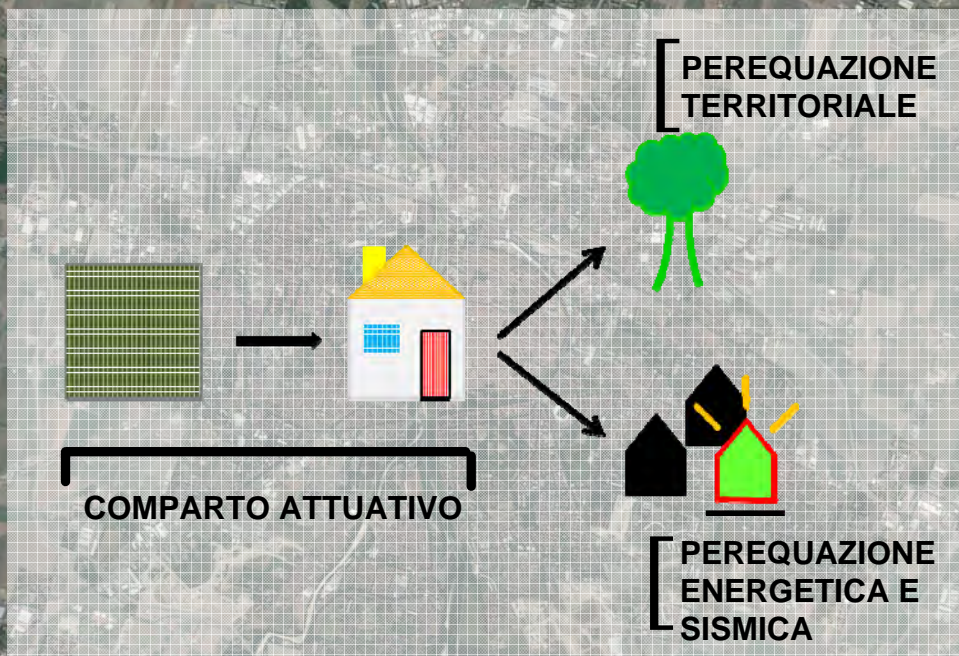 PEREQUAZIONE
TERRITORIALE
COMPARTO ATTUATIVO
PEREQUAZIONE
ENERGETICA E
SISMICA